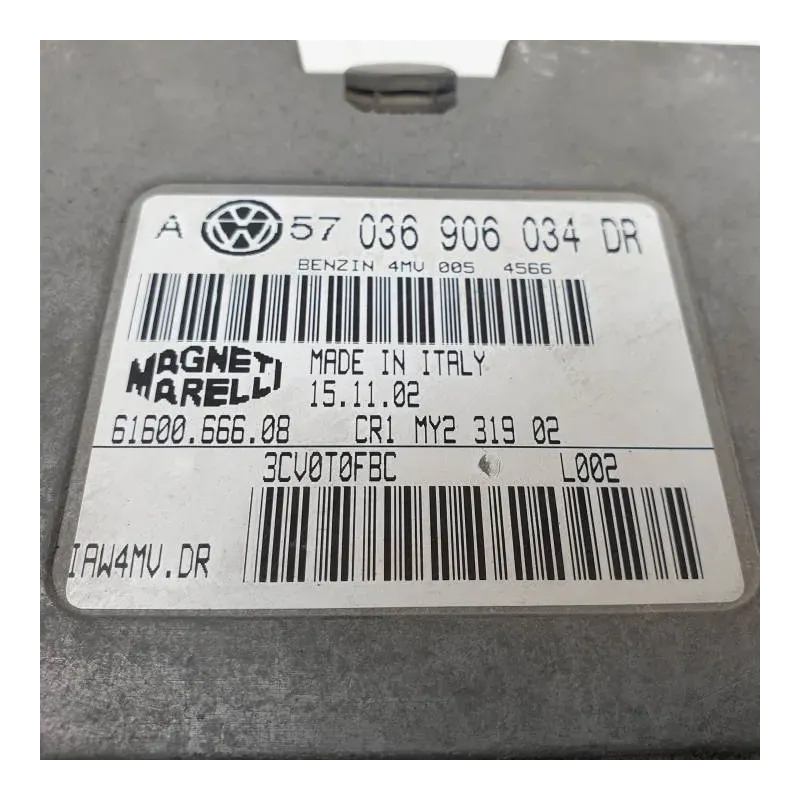 A 57 036 906 034 DR
BENZIN 4MV 005 4566
MAGNETI MARELLI
MADE IN ITALY
15.11.02
61600.666.08 CR1 MY2 319 02
3CV0T0FBC L002
IAW4MV.DR